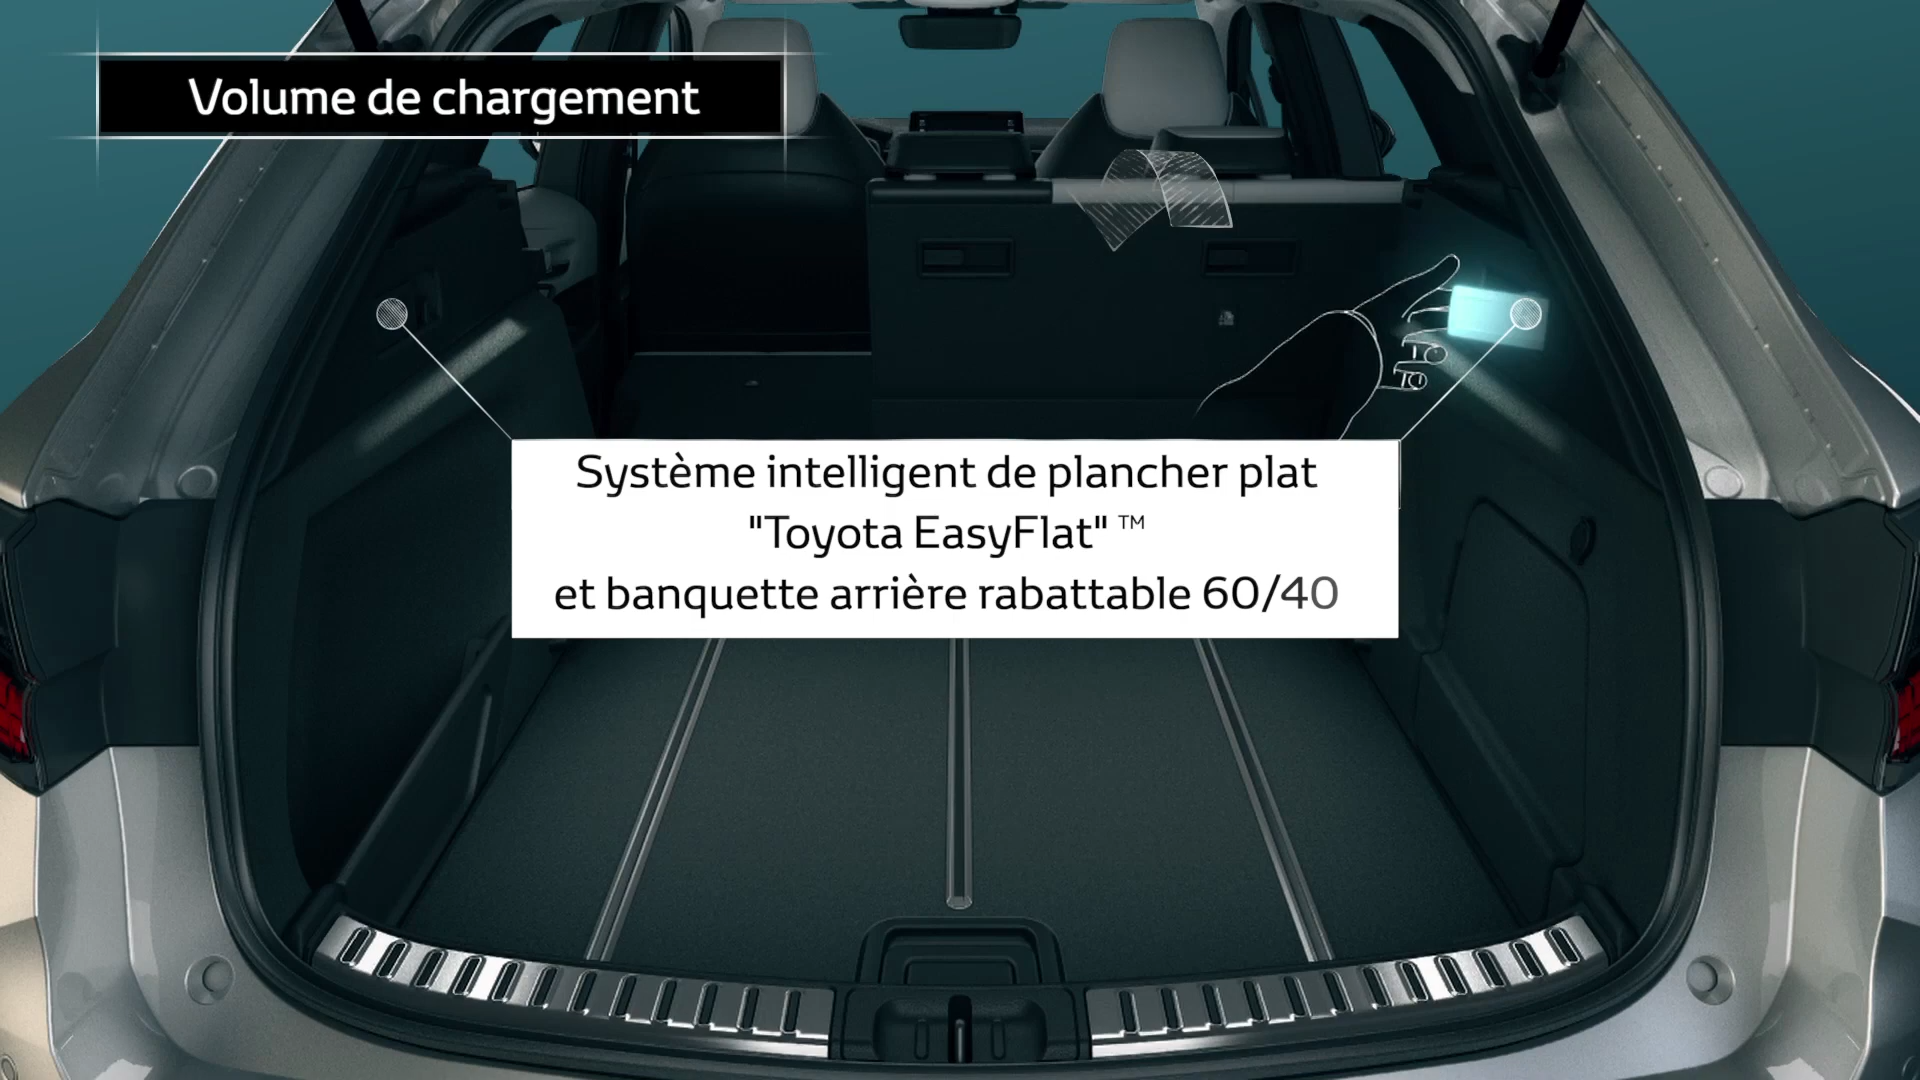 Volume de chargement
Système intelligent de plancher plat
"Toyota EasyFlat" ™
et banquette arrière rabattable 60/40